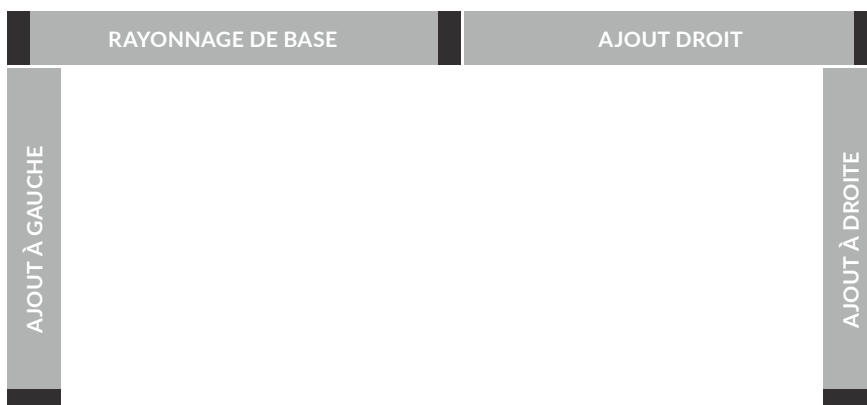 RAYONNAGE DE BASE
AJOUT DROIT
AJOUT À GAUCHE
AJOUT À DROITE